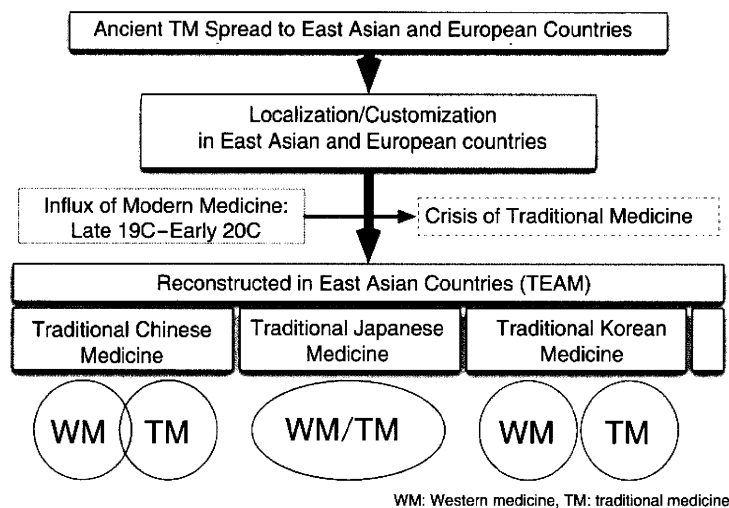 Ancient TM Spread to East Asian and European Countries
Localization/Customization
in East Asian and European countries
Influx of Modern Medicine:
Late 19C–Early 20C
Crisis of Traditional Medicine
Reconstructed in East Asian Countries (TEAM)
Traditional Chinese
Medicine
Traditional Japanese
Medicine
Traditional Korean
Medicine
WM TM
WM/TM
WM TM
WM: Western medicine, TM: traditional medicine